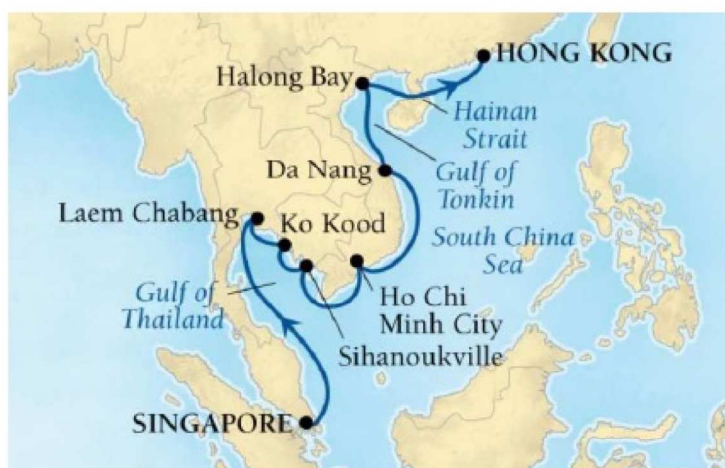 HONG KONG
Halong Bay
Hainan
Strait
Da Nang
Gulf of
Tonkin
Laem Chabang
Ko Kood
South China
Sea
Gulf of
Thailand
Ho Chi
Minh City
Sihanoukville
SINGAPORE